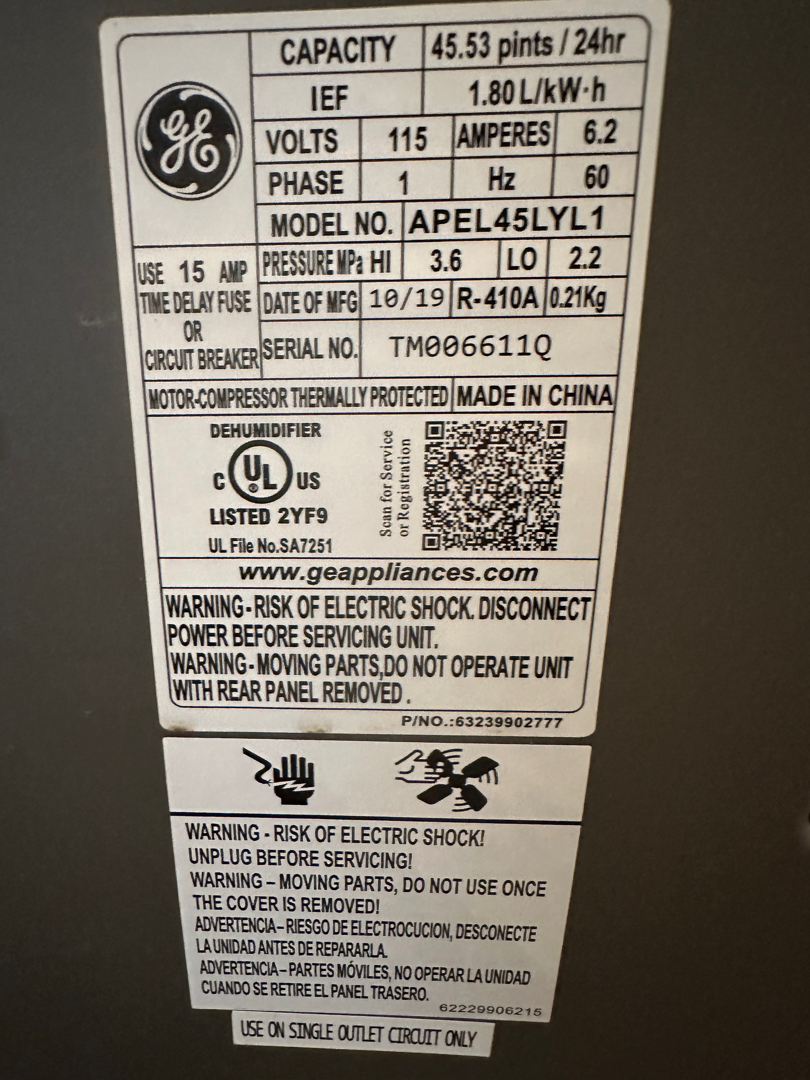 CAPACITY 45.53 pints / 24hr
GE
IEF 1.80 L/kW·h
VOLTS 115 AMPERES 6.2
PHASE 1 Hz 60
MODEL NO. APEL45LYL1
USE 15 AMP
TIME DELAY FUSE
OR
CIRCUIT BREAKER
PRESSURE MPa HI 3.6 LO 2.2
DATE OF MFG 10/19 R-410A 0.21Kg
SERIAL NO. TM006611Q
MOTOR-COMPRESSOR THERMALLY PROTECTED MADE IN CHINA
DEHUMIDIFIER
C UL ® US
LISTED 2YF9
UL File No.SA7251
Scan for Service
or Registration
www.geappliances.com
WARNING-RISK OF ELECTRIC SHOCK. DISCONNECT
POWER BEFORE SERVICING UNIT.
WARNING-MOVING PARTS,DO NOT OPERATE UNIT
WITH REAR PANEL REMOVED.
P/NO.:63239902777
WARNING - RISK OF ELECTRIC SHOCK!
UNPLUG BEFORE SERVICING!
WARNING – MOVING PARTS, DO NOT USE ONCE
THE COVER IS REMOVED!
ADVERTENCIA–RIESGO DE ELECTROCUCION, DESCONECTE
LA UNIDAD ANTES DE REPARARLA.
ADVERTENCIA–PARTES MÓVILES, NO OPERAR LA UNIDAD
CUANDO SE RETIRE EL PANEL TRASERO.
62229906215
USE ON SINGLE OUTLET CIRCUIT ONLY